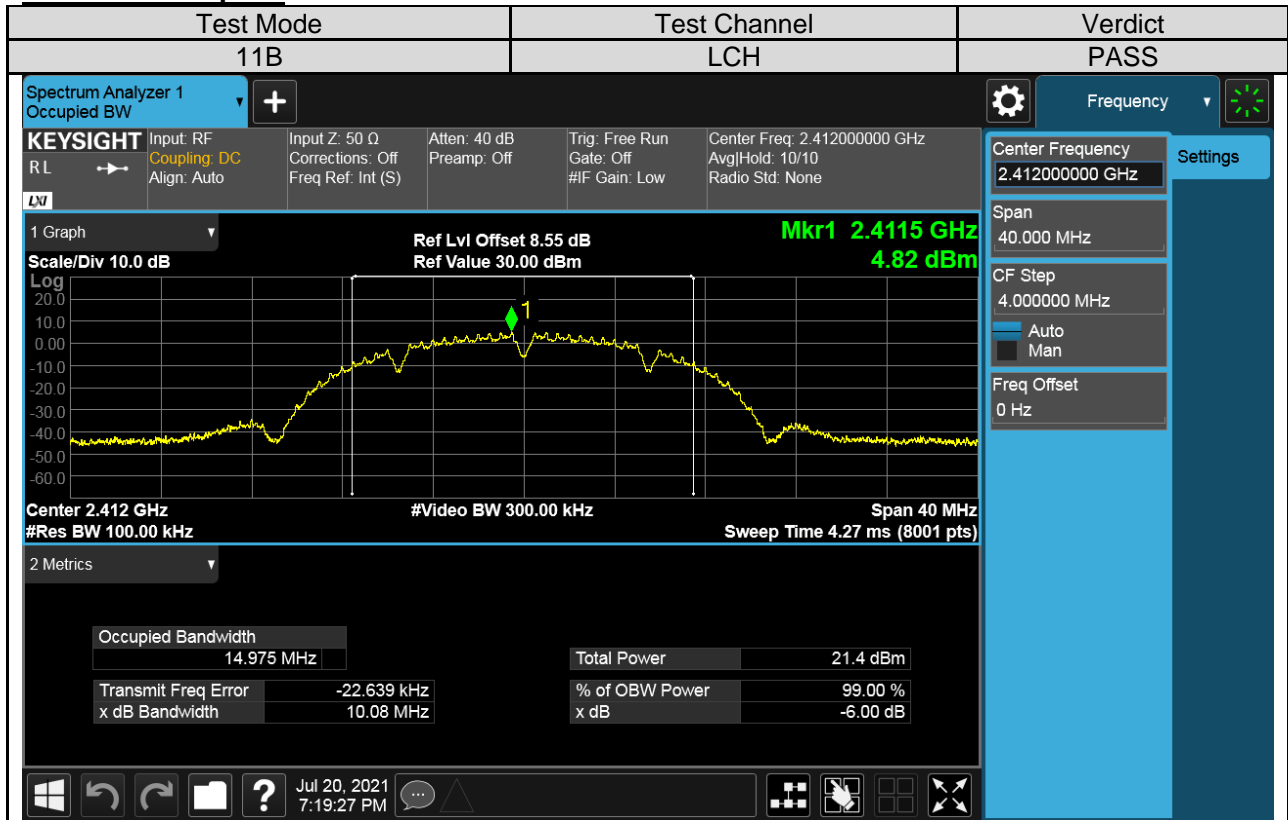 Test Mode Test Channel Verdict
11B LCH PASS
Spectrum Analyzer 1
Occupied BW
+
Frequency
KEYSIGHT
RL
LXI
Input: RF
Coupling: DC
Align: Auto
Input Z: 50 Ω
Corrections: Off
Freq Ref: Int (S)
Atten: 40 dB
Preamp: Off
Trig: Free Run
Gate: Off
#IF Gain: Low
Center Freq: 2.412000000 GHz
Avg|Hold: 10/10
Radio Std: None
Center Frequency
2.412000000 GHz
Settings
Span
40.000 MHz
CF Step
4.000000 MHz
Auto
Man
Freq Offset
0 Hz
1 Graph
Scale/Div 10.0 dB
Ref Lvl Offset 8.55 dB
Ref Value 30.00 dBm
Mkr1 2.4115 GHz
4.82 dBm
Log
20.0
10.0
0.00
-10.0
-20.0
-30.0
-40.0
-50.0
-60.0
1
Center 2.412 GHz
#Res BW 100.00 kHz
#Video BW 300.00 kHz
Span 40 MHz
Sweep Time 4.27 ms (8001 pts)
2 Metrics
Occupied Bandwidth
14.975 MHz
Total Power 21.4 dBm
Transmit Freq Error -22.639 kHz
% of OBW Power 99.00 %
x dB Bandwidth 10.08 MHz
x dB -6.00 dB
?
Jul 20, 2021
7:19:27 PM